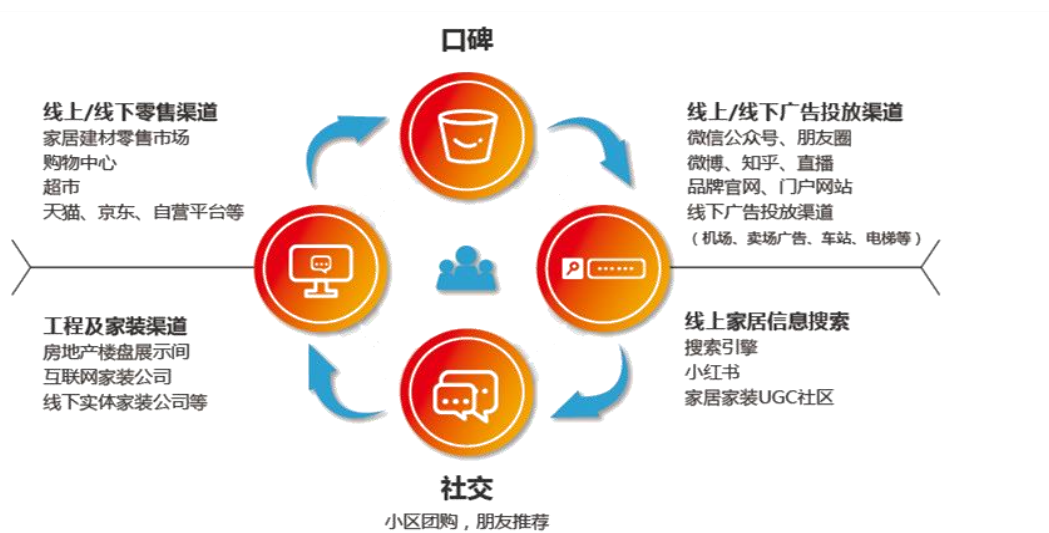 口碑
线上/线下零售渠道
家居建材零售市场
购物中心
超市
天猫、京东、自营平台等
线上/线下广告投放渠道
微信公众号、朋友圈
微博、知乎、直播
品牌官网、门户网站
线下广告投放渠道
（机场、卖场广告、车站、电梯等）
工程及家装渠道
房地产楼盘展示间
互联网家装公司
线下实体家装公司等
线上家居信息搜索
搜索引擎
小红书
家居家装UGC社区
社交
小区团购，朋友推荐